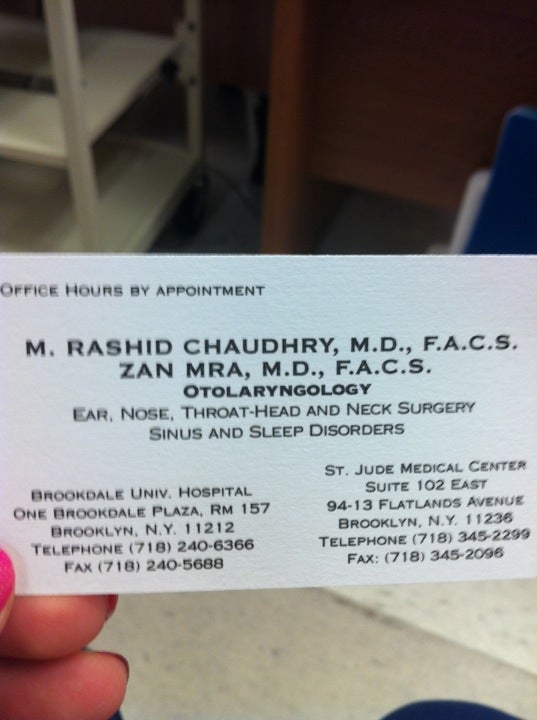 OFFICE HOURS BY APPOINTMENT
M. RASHID CHAUDHRY, M.D., F.A.C.S.
ZAN MRA, M.D., F.A.C.S.
OTOLARYNGOLOGY
EAR, NOSE, THROAT-HEAD AND NECK SURGERY
SINUS AND SLEEP DISORDERS
BROOKDALE UNIV. HOSPITAL
ONE BROOKDALE PLAZA, RM 157
BROOKLYN, N.Y. 11212
TELEPHONE (718) 240-6366
FAX (718) 240-5688
ST. JUDE MEDICAL CENTER
SUITE 102 EAST
94-13 FLATLANDS AVENUE
BROOKLYN, N.Y. 11236
TELEPHONE (718) 345-2299
FAX: (718) 345-2096